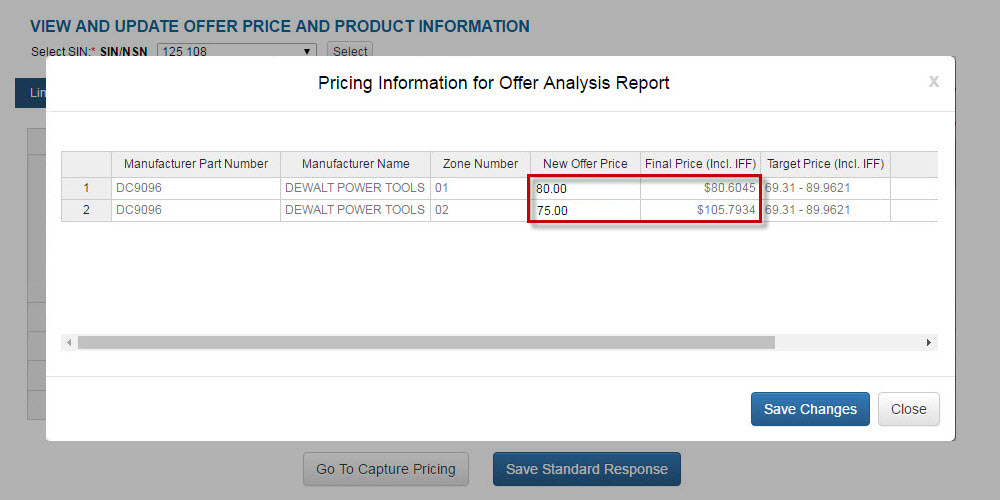 VIEW AND UPDATE OFFER PRICE AND PRODUCT INFORMATION
Select SIN:* SIN/NSN 125 108 Select
Pricing Information for Offer Analysis Report X
Lin
Manufacturer Part Number Manufacturer Name Zone Number New Offer Price Final Price (Incl. IFF) Target Price (Incl. IFF)
1 DC9096 DEWALT POWER TOOLS 01 80.00 $80.6045 69.31 - 89.9621
2 DC9096 DEWALT POWER TOOLS 02 75.00 $105.7934 69.31 - 89.9621
Save Changes Close
Go To Capture Pricing Save Standard Response